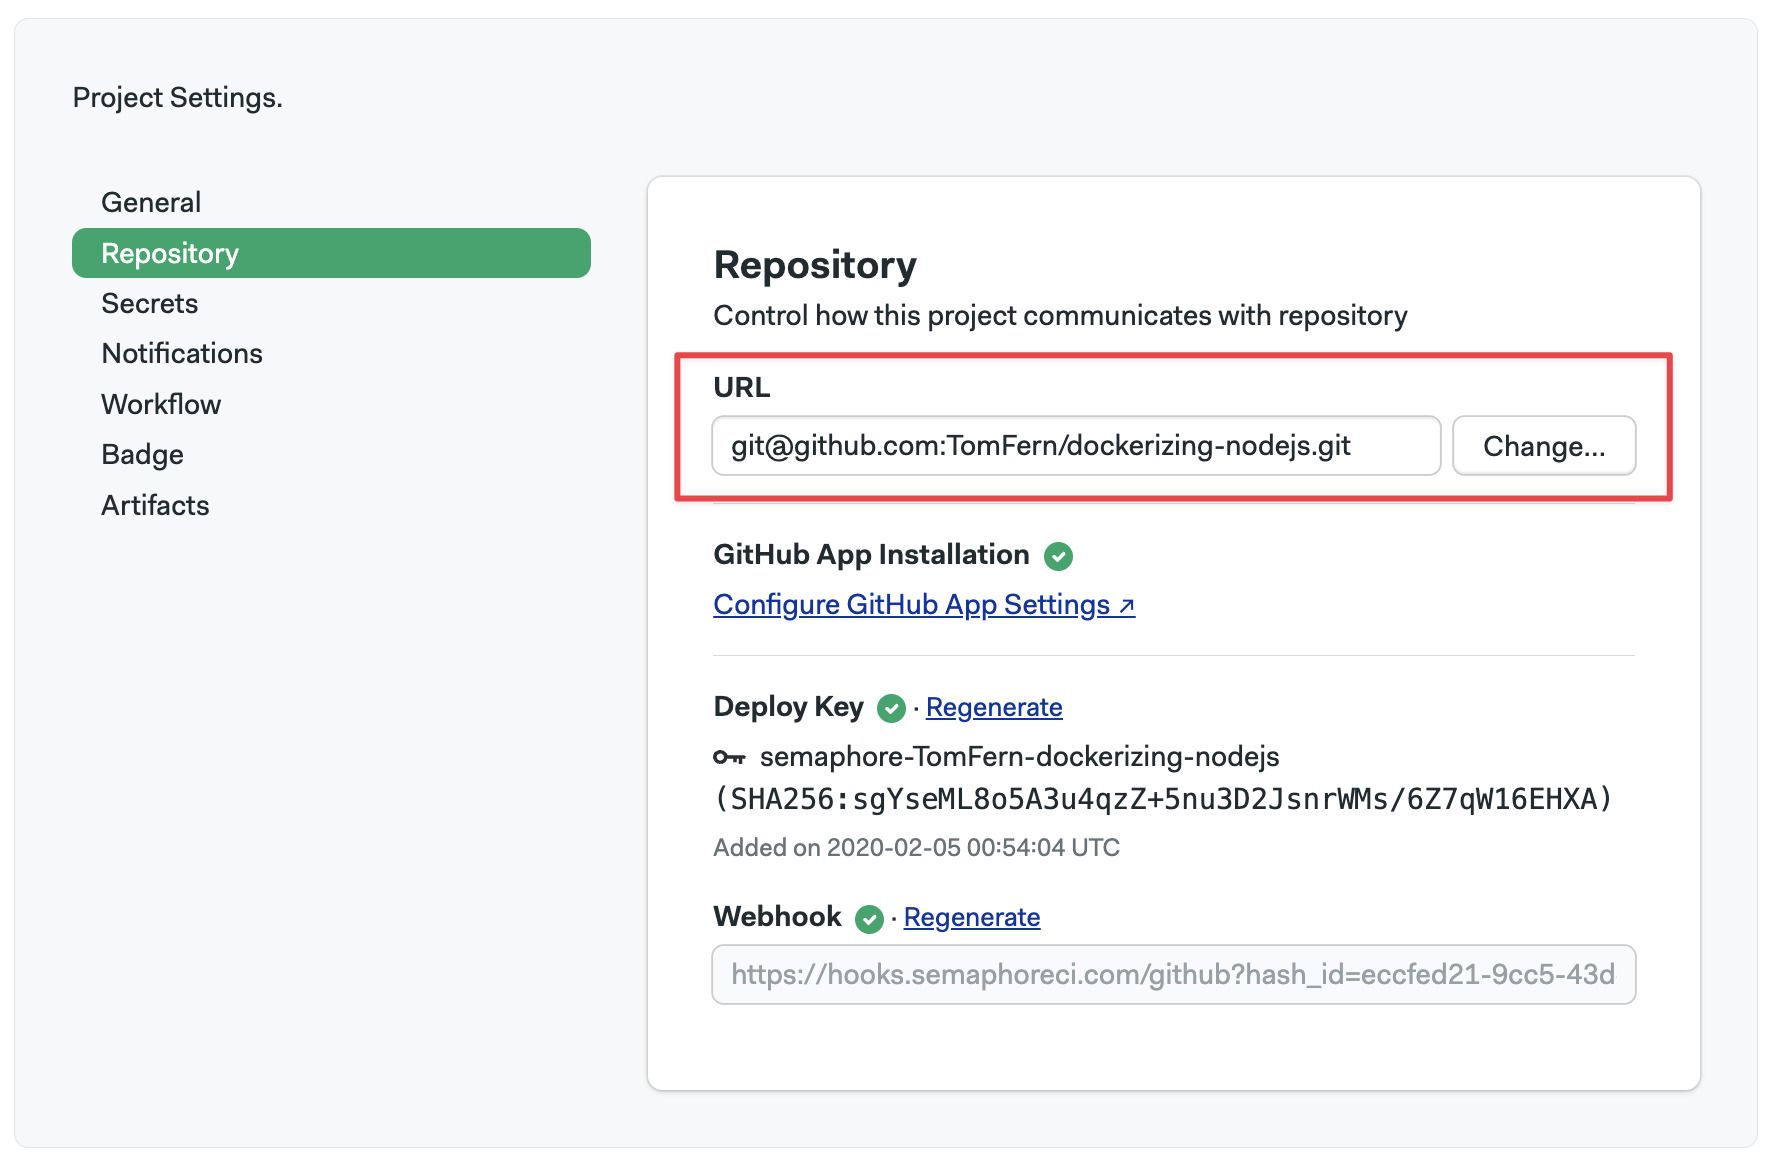 Project Settings.
General
Repository
Secrets
Notifications
Workflow
Badge
Artifacts
Repository
Control how this project communicates with repository
URL
git@github.com:TomFern/dockerizing-nodejs.git
Change...
GitHub App Installation
Configure GitHub App Settings ↗
Deploy Key · Regenerate
semaphore-TomFern-dockerizing-nodejs
(SHA256:sgYseML8o5A3u4qzZ+5nu3D2JsnrWMs/6Z7qW16EHXA)
Added on 2020-02-05 00:54:04 UTC
Webhook · Regenerate
https://hooks.semaphoreci.com/github?hash_id=eccfed21-9cc5-43d